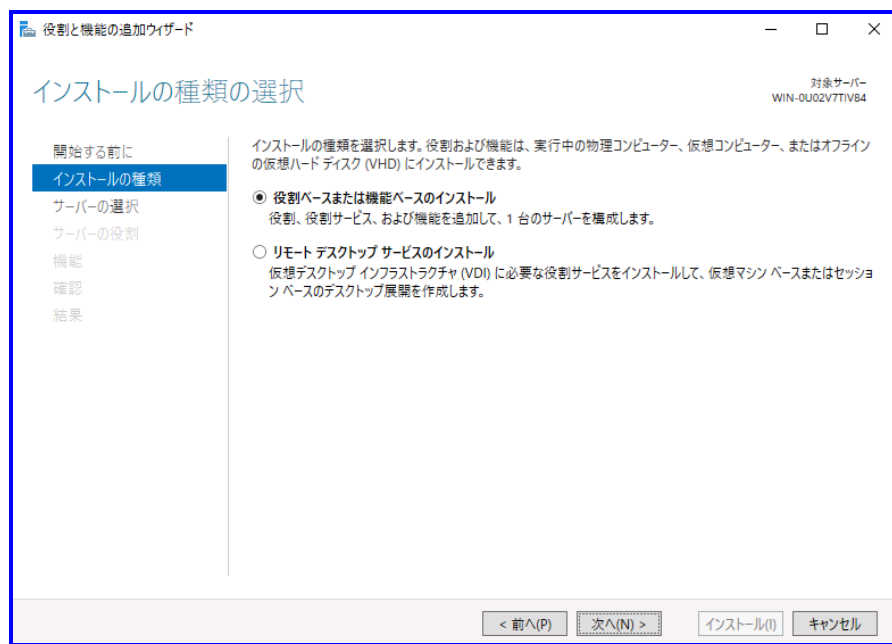 役割と機能の追加ウィザード
インストールの種類の選択
対象サーバー
WIN-0U02V7TIV84
開始する前に
インストールの種類
サーバーの選択
サーバーの役割
機能
確認
結果
インストールの種類を選択します。役割および機能は、実行中の物理コンピューター、仮想コンピューター、またはオフライン
の仮想ハード ディスク (VHD) にインストールできます。
役割ベースまたは機能ベースのインストール
役割、役割サービス、および機能を追加して、1 台のサーバーを構成します。
リモート デスクトップ サービスのインストール
仮想デスクトップ インフラストラクチャ (VDI) に必要な役割サービスをインストールして、仮想マシン ベースまたはセッショ
ン ベースのデスクトップ展開を作成します。
< 前へ(P)
次へ(N) >
インストール(I)
キャンセル